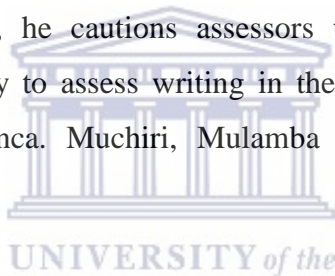 , he cautions assessors
y to assess writing in the
nca. Muchiri, Mulamba
UNIVERSITY of the